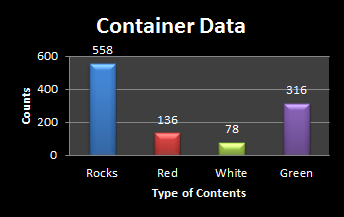 Container Data
Counts
600
400
200
0
558
136
78
316
Rocks Red White Green
Type of Contents